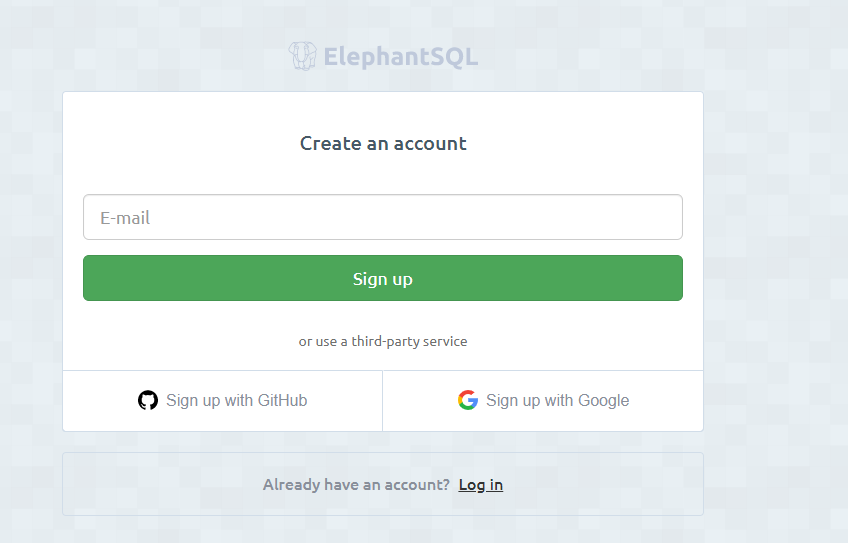 ElephantSQL
Create an account
E-mail
Sign up
or use a third-party service
Sign up with GitHub
Sign up with Google
Already have an account? Log in